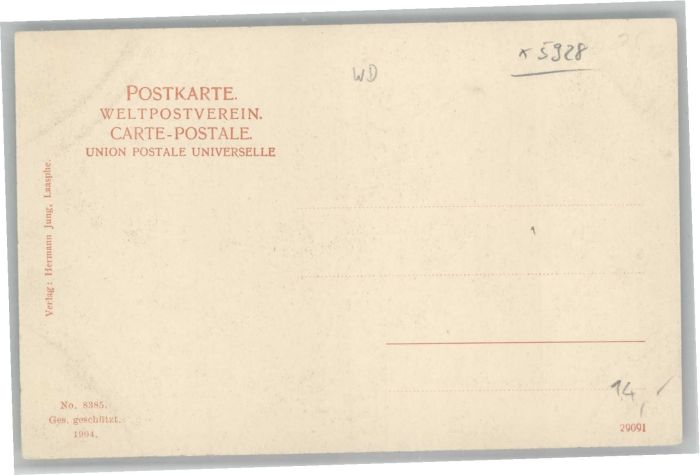 * 5928
WD
POSTKARTE.
WELTPOSTVEREIN.
CARTE-POSTALE.
UNION POSTALE UNIVERSELLE
Verlag: Hermann Jung, Laasphe.
14,
No. 8385.
Ges. geschützt.
1904.
29091